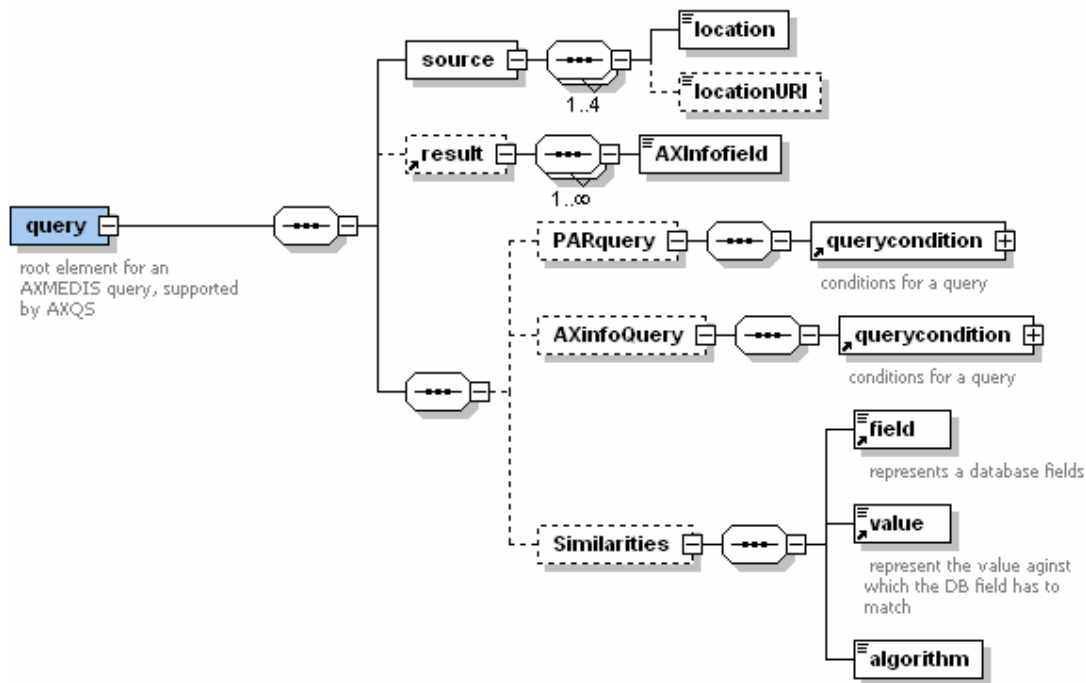 location
source
1..4
locationURI
result
AXInfofield
1..∞
query
root element for an
AXMEDIS query, supported
by AXQS
PARquery
querycondition
conditions for a query
AXinfoQuery
querycondition
conditions for a query
field
represents a database fields
value
Similarities
represent the value aginst
which the DB field has to
match
algorithm